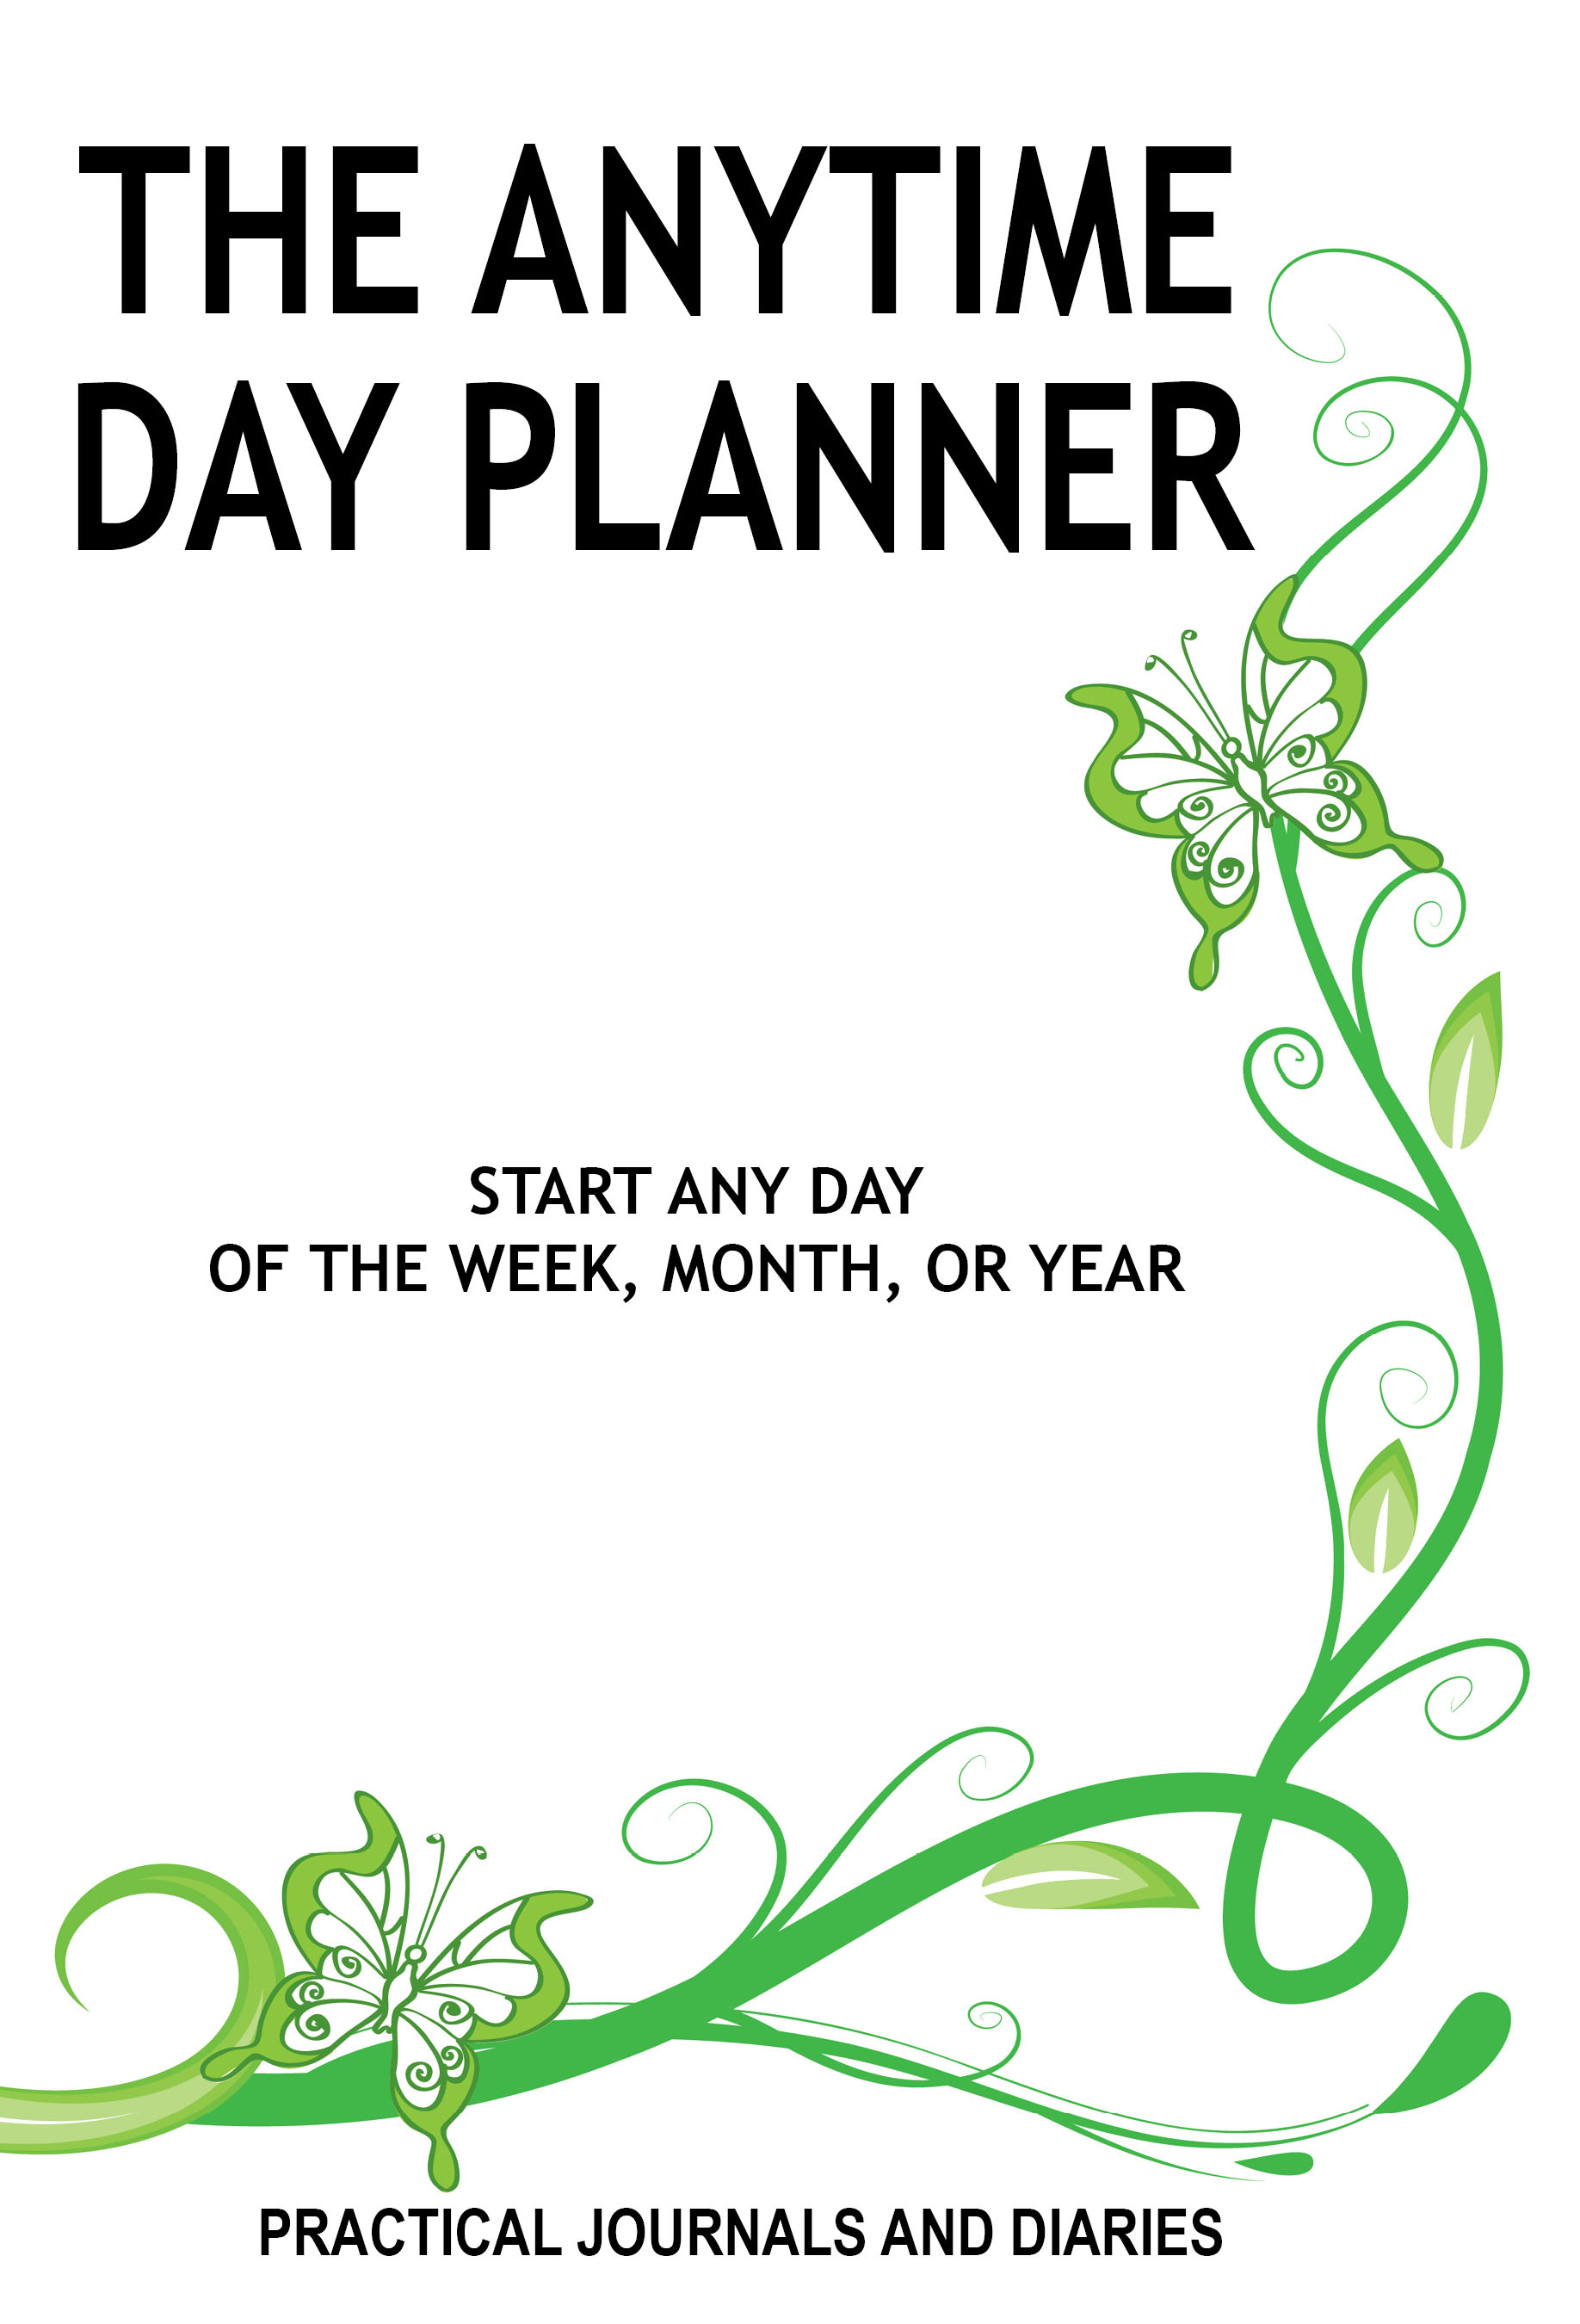 THE ANYTIME
DAY PLANNER
START ANY DAY
OF THE WEEK, MONTH, OR YEAR
PRACTICAL JOURNALS AND DIARIES